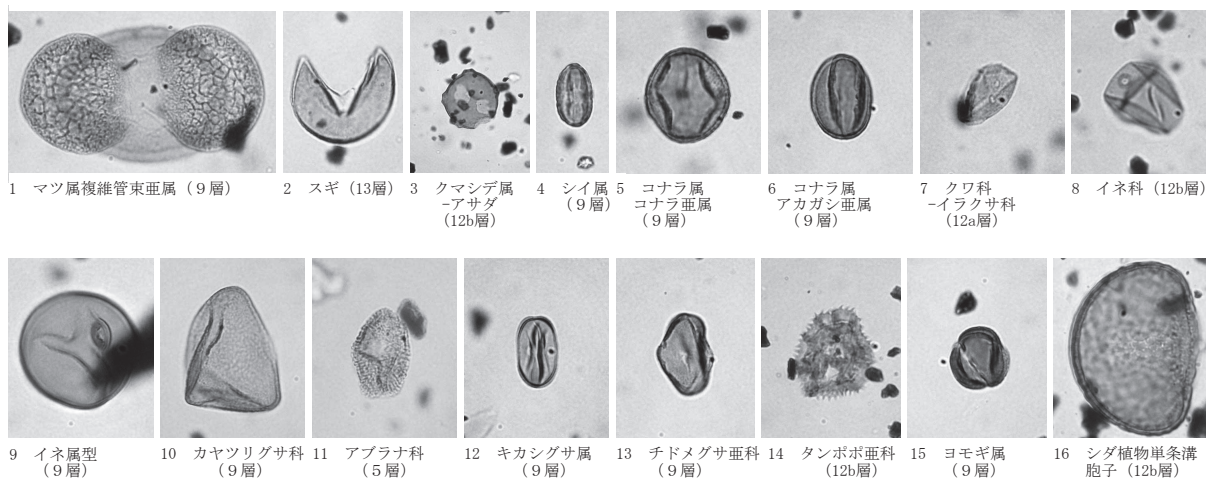 1 マツ属複維管束亜属（９層）
2 スギ（13層）
3 クマシデ属
−アサダ
（12b層）
4 シイ属
（９層）
5 コナラ属
コナラ亜属
（９層）
6 コナラ属
アカガシ亜属
（９層）
7 クワ科
−イラクサ科
（12a層）
8 イネ科（12b層）
9 イネ属型
（９層）
10 カヤツリグサ科
（９層）
11 アブラナ科
（５層）
12 キカシグサ属
（９層）
13 チドメグサ亜科
（９層）
14 タンポポ亜科
（12b層）
15 ヨモギ属
（９層）
16 シダ植物単条溝
胞子（12b層）